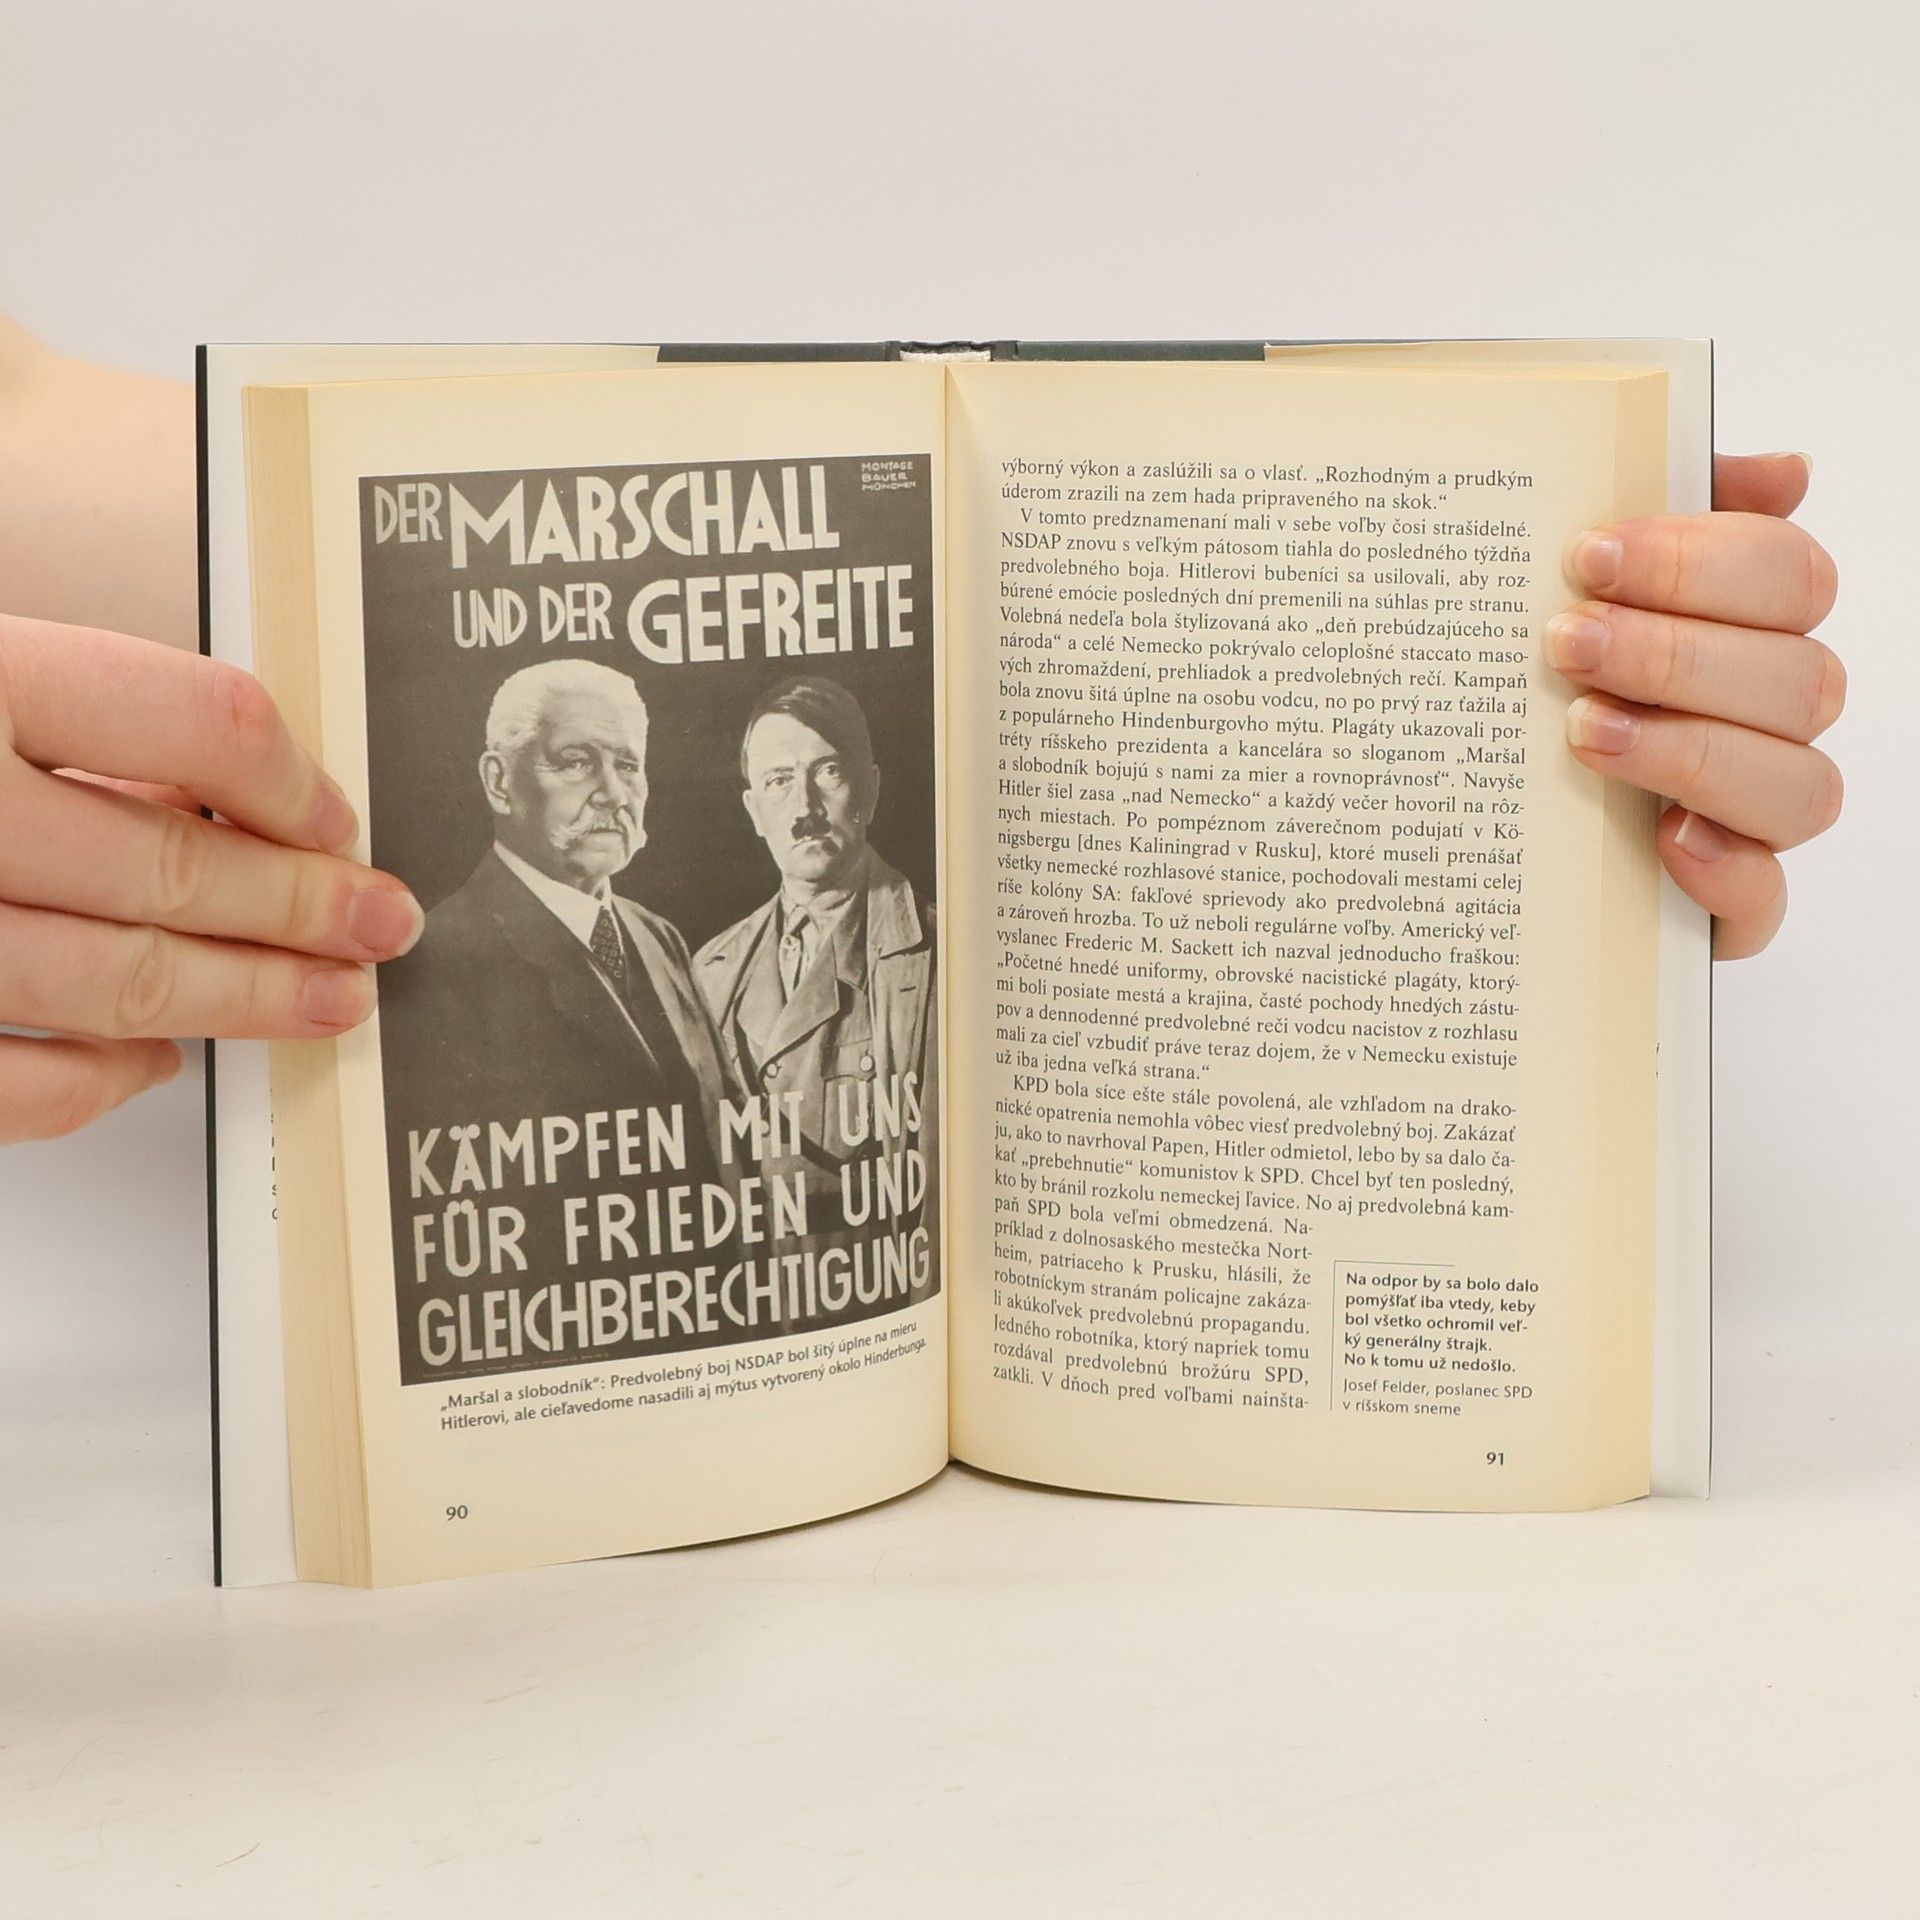 DER MARSCHALL
UND DER GEFREITE
MONTAGE
BAUER
MÜNCHEN
KÄMPFEN MIT UNS
FÜR FRIEDEN UND
GLEICHBERECHTIGUNG
„Maršal a slobodník“: Predvolebný boj NSDAP bol šitý úplne na mieru
Hitlerovi, ale cieľavedome nasadili aj mýtus vytvorený okolo Hinderbunga.
90
výborný výkon a zaslúžili sa o vlasť. „Rozhodným a prudkým
úderom zrazili na zem hada pripraveného na skok.“
V tomto predznamenaní mali v sebe voľby čosi strašidelné.
NSDAP znovu s veľkým pátosom tiahla do posledného týždňa
predvolebného boja. Hitlerovi bubeníci sa usilovali, aby roz-
búrené emócie posledných dní premenili na súhlas pre stranu.
Volebná nedeľa bola štylizovaná ako „deň prebúdzajúceho sa
národa“ a celé Nemecko pokrývalo celoplošné staccato maso-
vých zhromaždení, prehliadok a predvolebných rečí. Kampaň
bola znovu šitá úplne na osobu vodcu, no po prvý raz ťažila aj
z populárneho Hindenburgovho mýtu. Plagáty ukazovali por-
tréty ríšskeho prezidenta a kancelára so sloganom „Maršal
a slobodník bojujú s nami za mier a rovnoprávnosť“. Navyše
Hitler šiel zasa „nad Nemecko“ a každý večer hovoril na rôz-
nych miestach. Po pompéznom záverečnom podujatí v Kö-
nigsbergu [dnes Kaliningrad v Rusku], ktoré museli prenášať
všetky nemecké rozhlasové stanice, pochodovali mestami celej
ríše kolóny SA: fakľové sprievody ako predvolebná agitácia
a zároveň hrozba. To už neboli regulárne voľby. Americký veľ-
vyslanec Frederic M. Sackett ich nazval jednoducho fraškou:
„Početné hnedé uniformy, obrovské nacistické plagáty, ktorý-
mi boli posiate mestá a krajina, časté pochody hnedých zástu-
pov a dennodenné predvolebné reči vodcu nacistov z rozhlasu
mali za cieľ vzbudiť práve teraz dojem, že v Nemecku existuje
už iba jedna veľká strana.“
KPD bola síce ešte stále povolená, ale vzhľadom na drako-
nické opatrenia nemohla vôbec viesť predvolebný boj. Zakázať
ju, ako to navrhoval Papen, Hitler odmietol, lebo by sa dalo ča-
kať „prebehnutie“ komunistov k SPD. Chcel byť ten posledný,
kto by bránil rozkolu nemeckej ľavice. No aj predvolebná kam-
paň SPD bola veľmi obmedzená. Na-
príklad z dolnosaského mestečka Nort-
heim, patriaceho k Prusku, hlásili, že
robotníckym stranám policajne zakáza-
li akúkoľvek predvolebnú propagandu.
Jedného robotníka, ktorý napriek tomu
rozdával predvolebnú brožúru SPD,
zatkli. V dňoch pred voľbami nainšta-
Na odpor by sa bolo dalo
pomýšľať iba vtedy, keby
bol všetko ochromil veľ-
ký generálny štrajk.
No k tomu už nedošlo.
Josef Felder, poslanec SPD
v ríšskom sneme
91